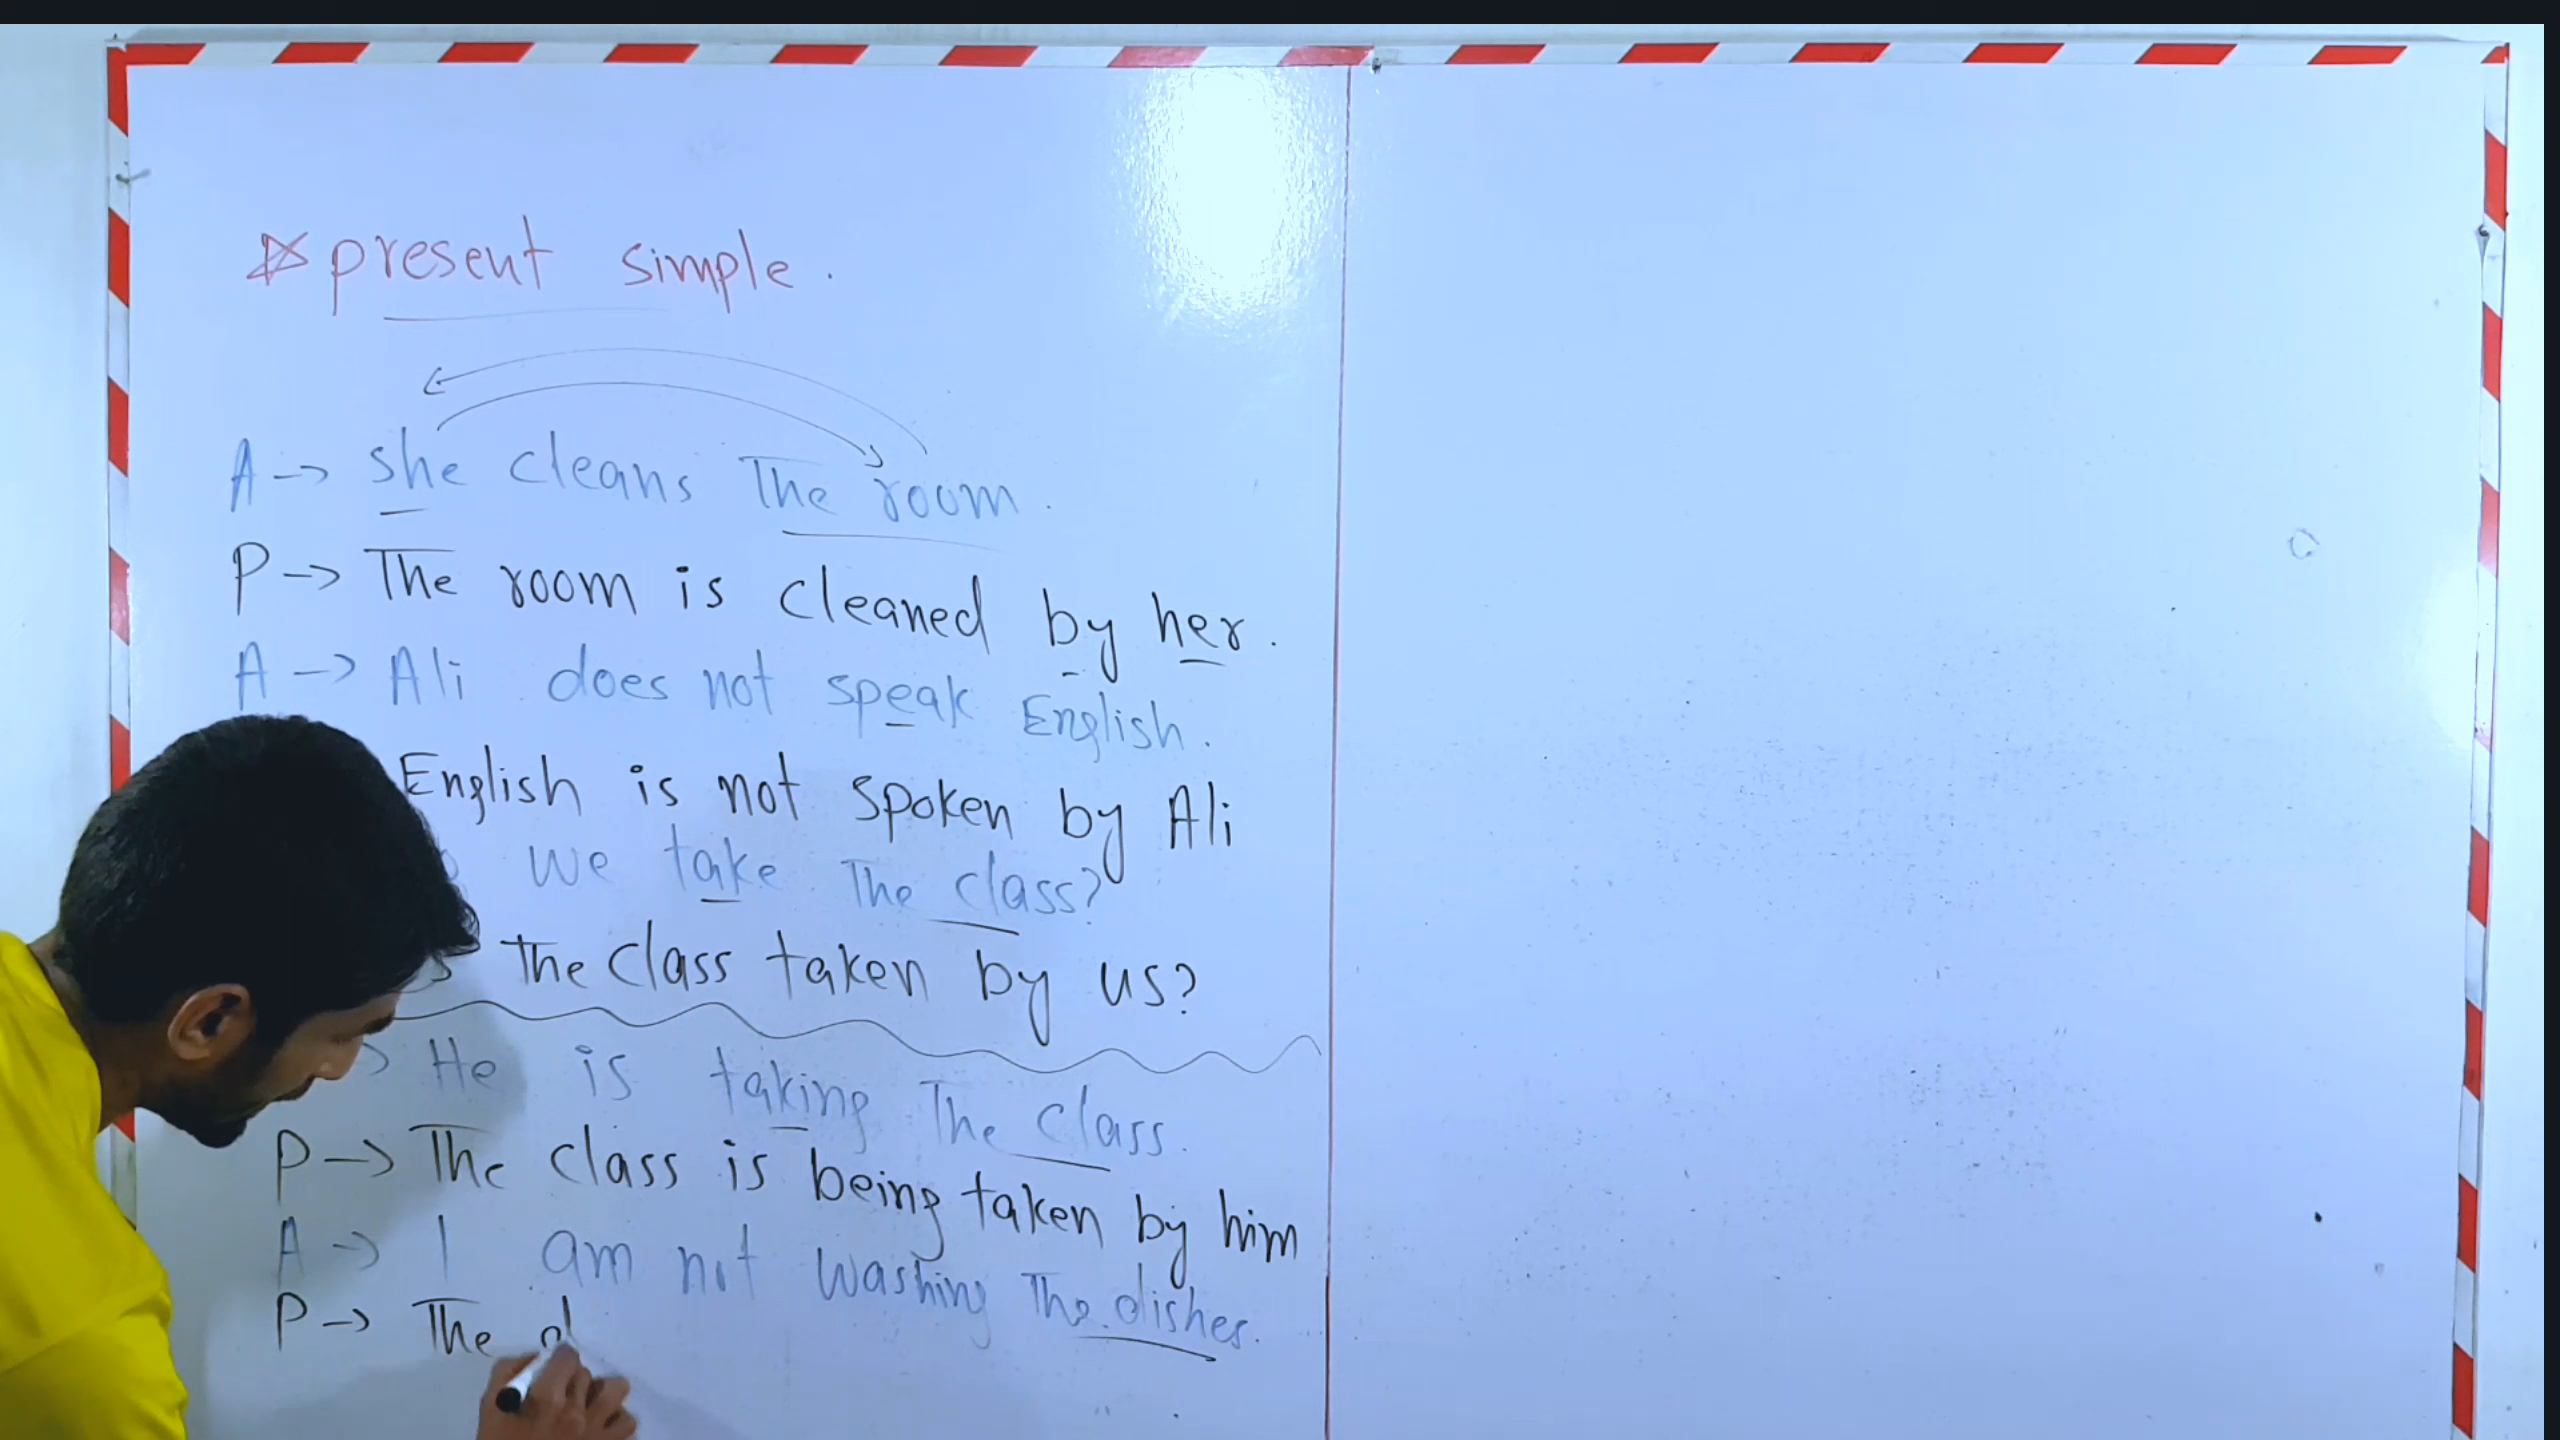 present simple.
A → she cleans The room.
P → The room is cleaned by her.
A → Ali does not speak English.
English is not spoken by Ali
we take The class?
The class taken by us?
He is taking The class.
P → The class is being taken by him
A → I am not washing The dishes.
P → The d